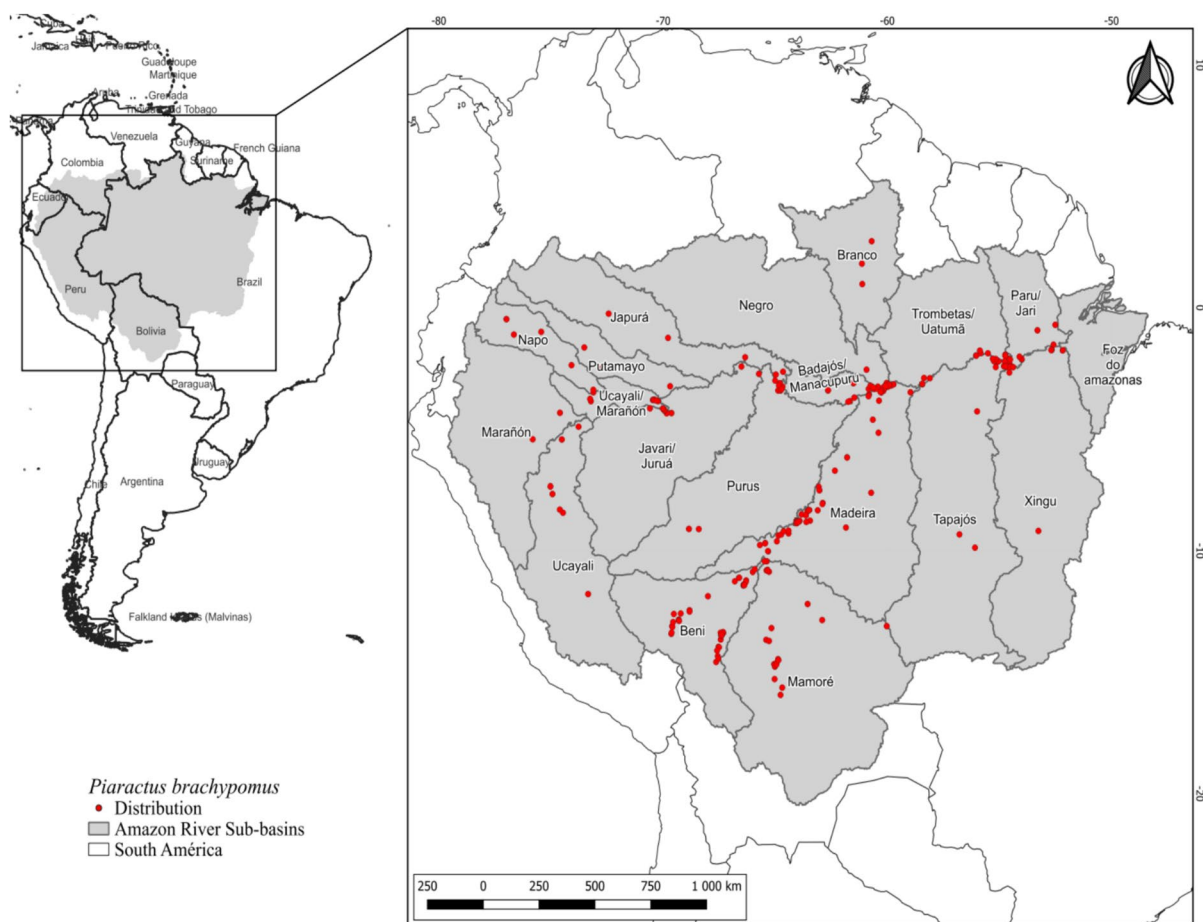 Cuba
Jamaica
Puerto Rico
Guadeloupe
Martinique
Grenada
Aruba
Trinidad and Tobago
Panama
Venezuela
Guyana
Suriname
French Guiana
Colombia
Ecuador
Peru
Brazil
Bolivia
Paraguay
Uruguay
Chile
Argentina
Falkland Islands (Malvinas)
-80
-70
-60
-50
10
0
-10
-20
Branco
Negro
Trombetas/
Uatumã
Paru/
Jari
Foz
do
amazonas
Japurá
Napo
Putamayo
Badajós/
Manacupuru
Ucayali/
Marañón
Marañón
Javari/
Juruá
Purus
Madeira
Tapajós
Xingu
Ucayali
Beni
Mamoré
Piaractus brachypomus
Distribution
Amazon River Sub-basins
South América
250 0 250 500 750 1 000 km